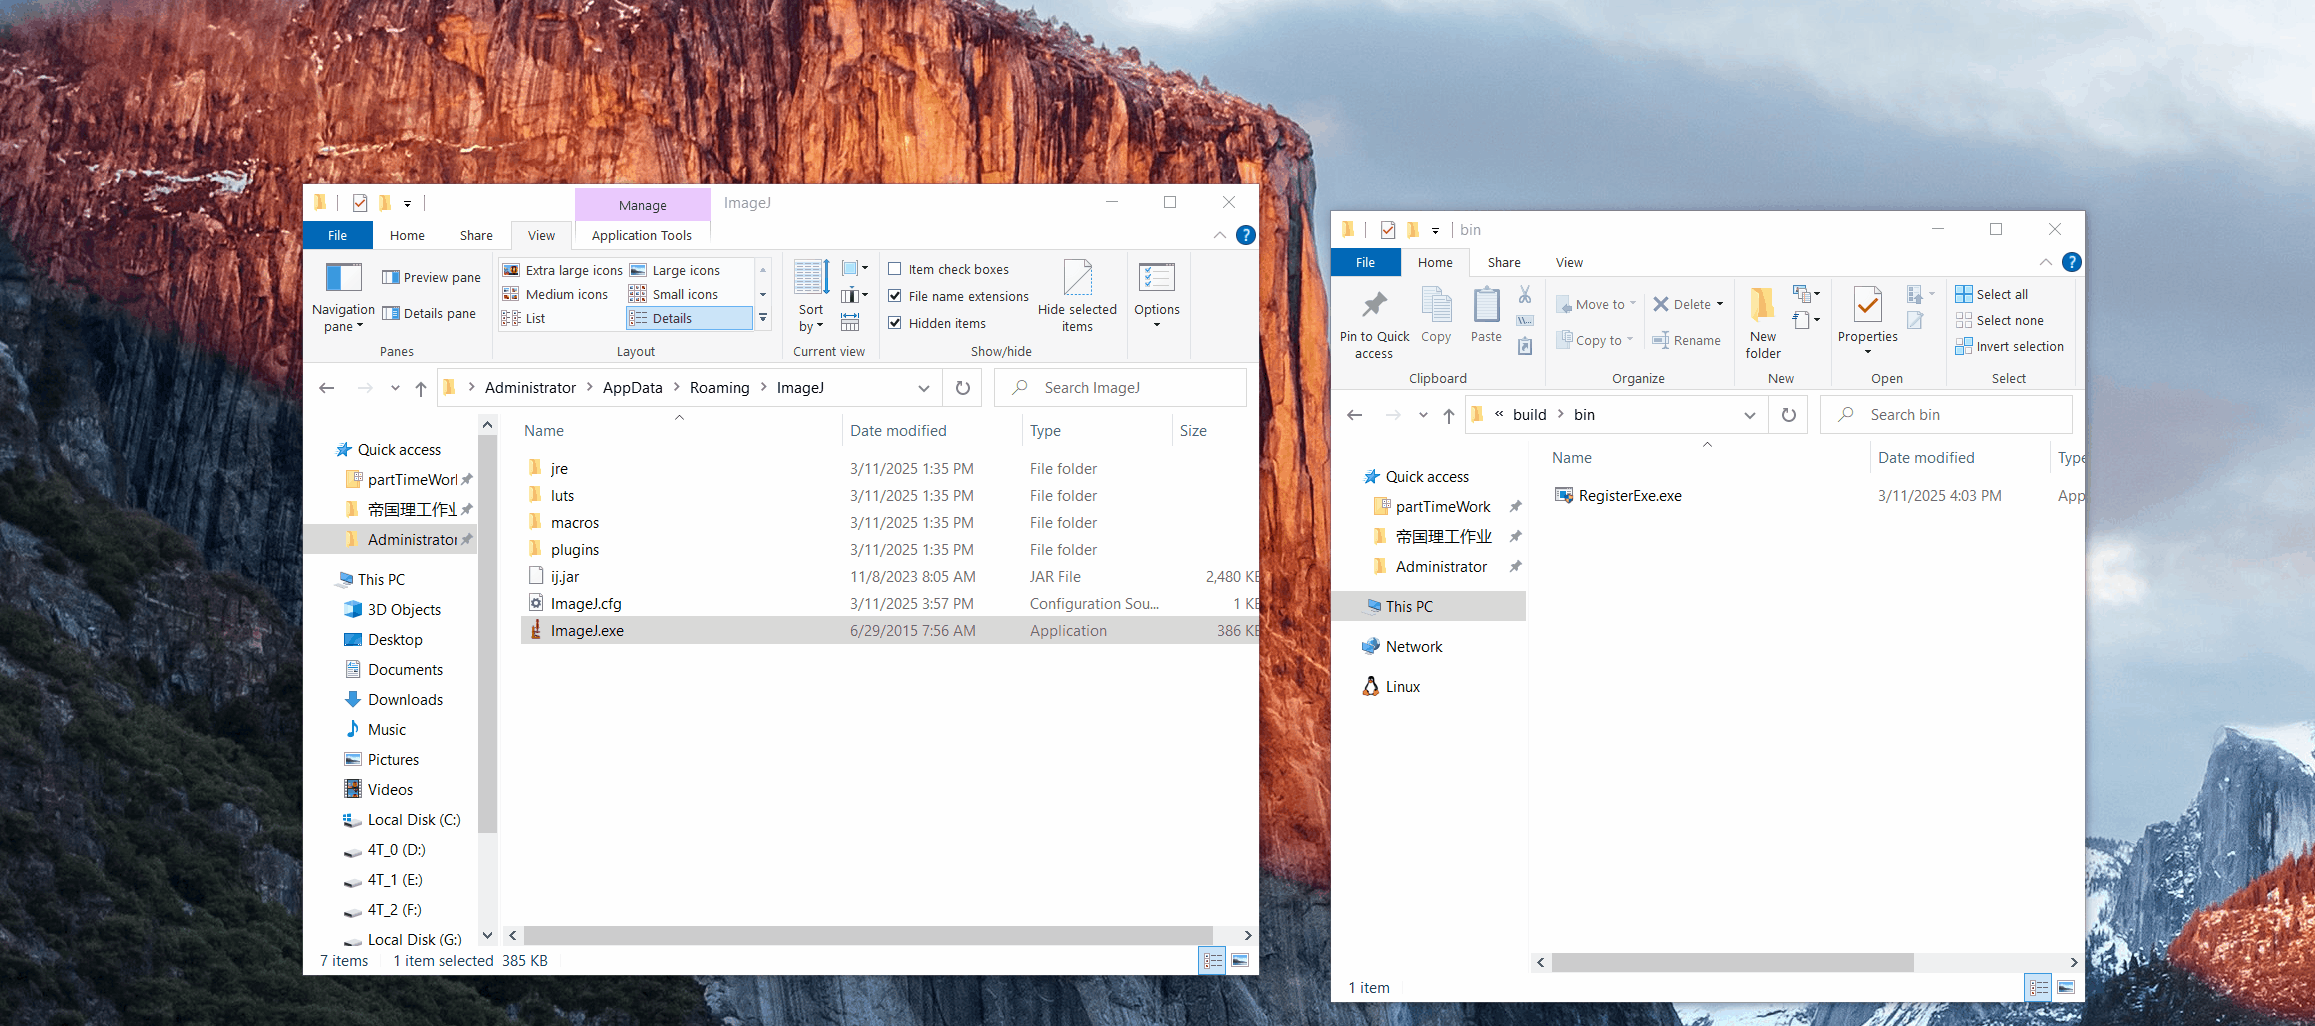 Manage
ImageJ
File
Home
Share
View
Application Tools
Navigation pane
Preview pane
Details pane
Panes
Extra large icons
Large icons
Medium icons
Small icons
List
Details
Layout
Sort by
Current view
Item check boxes
File name extensions
Hidden items
Hide selected items
Show/hide
Options
Administrator
AppData
Roaming
ImageJ
Search ImageJ
Quick access
partTimeWor
帝国理工作业
Administrator
This PC
3D Objects
Desktop
Documents
Downloads
Music
Pictures
Videos
Local Disk (C:)
4T_0 (D:)
4T_1 (E:)
4T_2 (F:)
Local Disk (G:)
Name Date modified Type Size
jre 3/11/2025 1:35 PM File folder
luts 3/11/2025 1:35 PM File folder
macros 3/11/2025 1:35 PM File folder
plugins 3/11/2025 1:35 PM File folder
ij.jar 11/8/2023 8:05 AM JAR File 2,480 KB
ImageJ.cfg 3/11/2025 3:57 PM Configuration Sou... 1 KB
ImageJ.exe 6/29/2015 7:56 AM Application 386 KB
7 items 1 item selected 385 KB
bin
File
Home
Share
View
Pin to Quick access
Copy
Paste
Clipboard
Move to
Copy to
Delete
Rename
Organize
New folder
New
Properties
Open
Select all
Select none
Invert selection
Select
« build
bin
Search bin
Quick access
partTimeWork
帝国理工作业
Administrator
This PC
Network
Linux
Name Date modified Type
RegisterExe.exe 3/11/2025 4:03 PM App
1 item